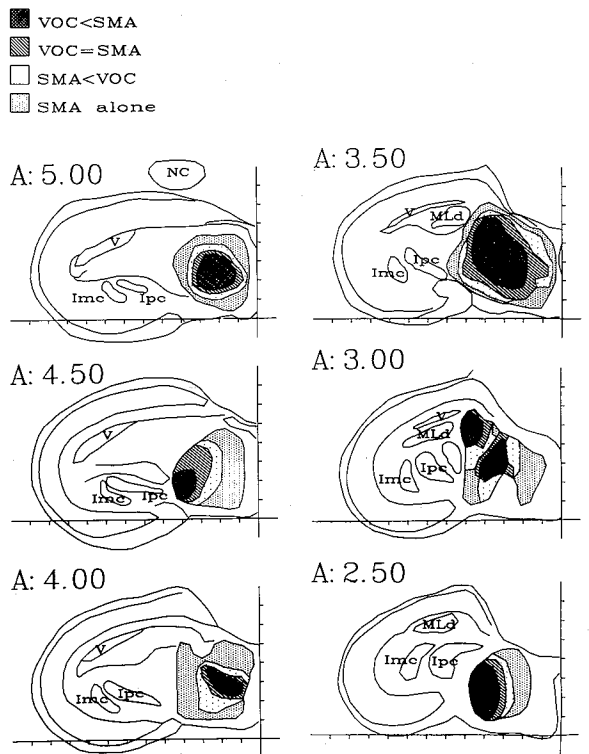 VOC<SMA
VOC=SMA
SMA<VOC
SMA alone
A: 5.00
NC
V
Imc
Ipc
A: 4.50
V
Imc
Ipc
A: 4.00
V
Imc
Ipc
A: 3.50
V
MLd
Imc
Ipc
A: 3.00
V
MLd
Imc
Ipc
A: 2.50
MLd
Imc
Ipc